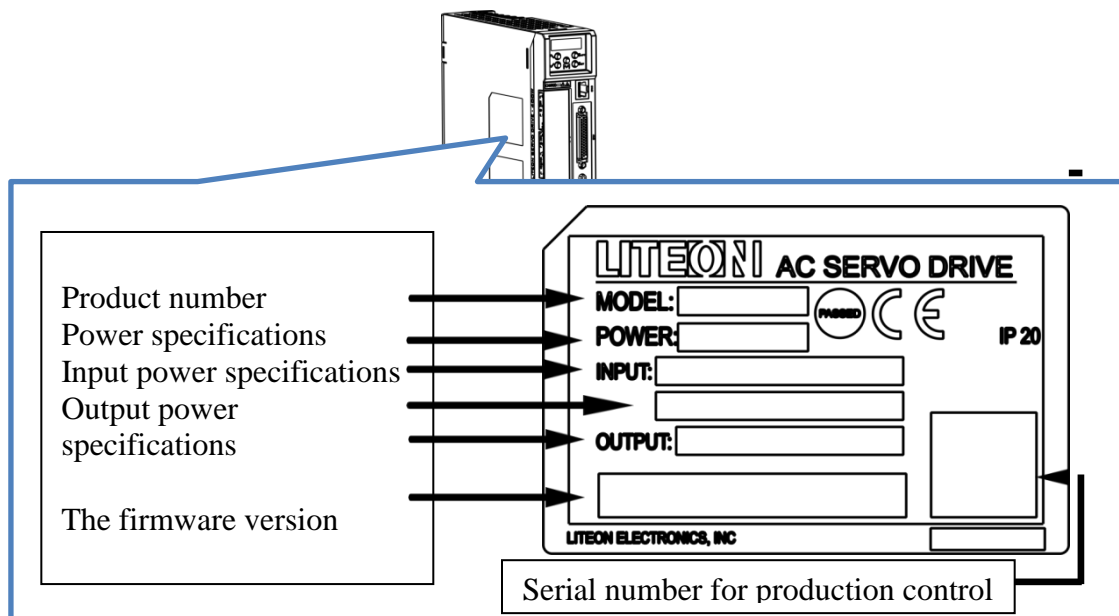 LITEON AC SERVO DRIVE
Product number
MODEL:
PASSED
CE
Power specifications
POWER:
IP 20
Input power specifications
INPUT:
Output power
specifications
OUTPUT:
The firmware version
LITEON ELECTRONICS, INC
Serial number for production control